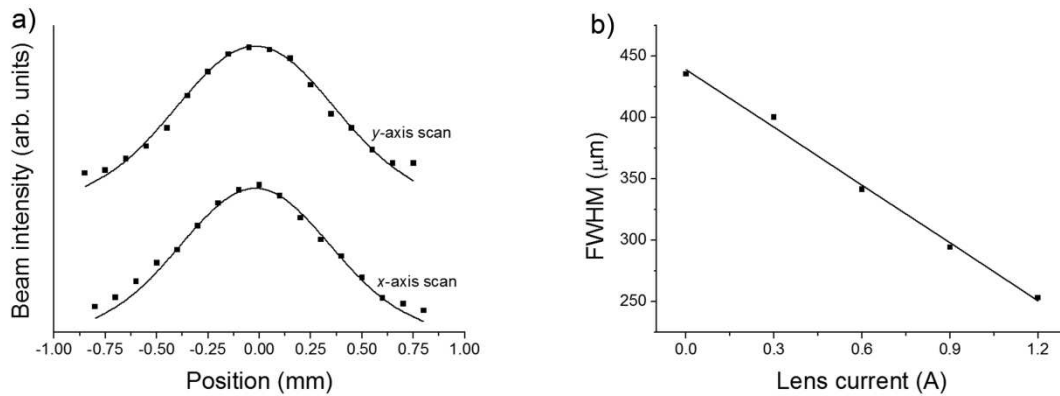 a)
Beam intensity (arb. units)
y-axis scan
x-axis scan
-1.00 -0.75 -0.50 -0.25 0.00 0.25 0.50 0.75 1.00
Position (mm)
b)
FWHM (μm)
450
400
350
300
250
0.0 0.3 0.6 0.9 1.2
Lens current (A)